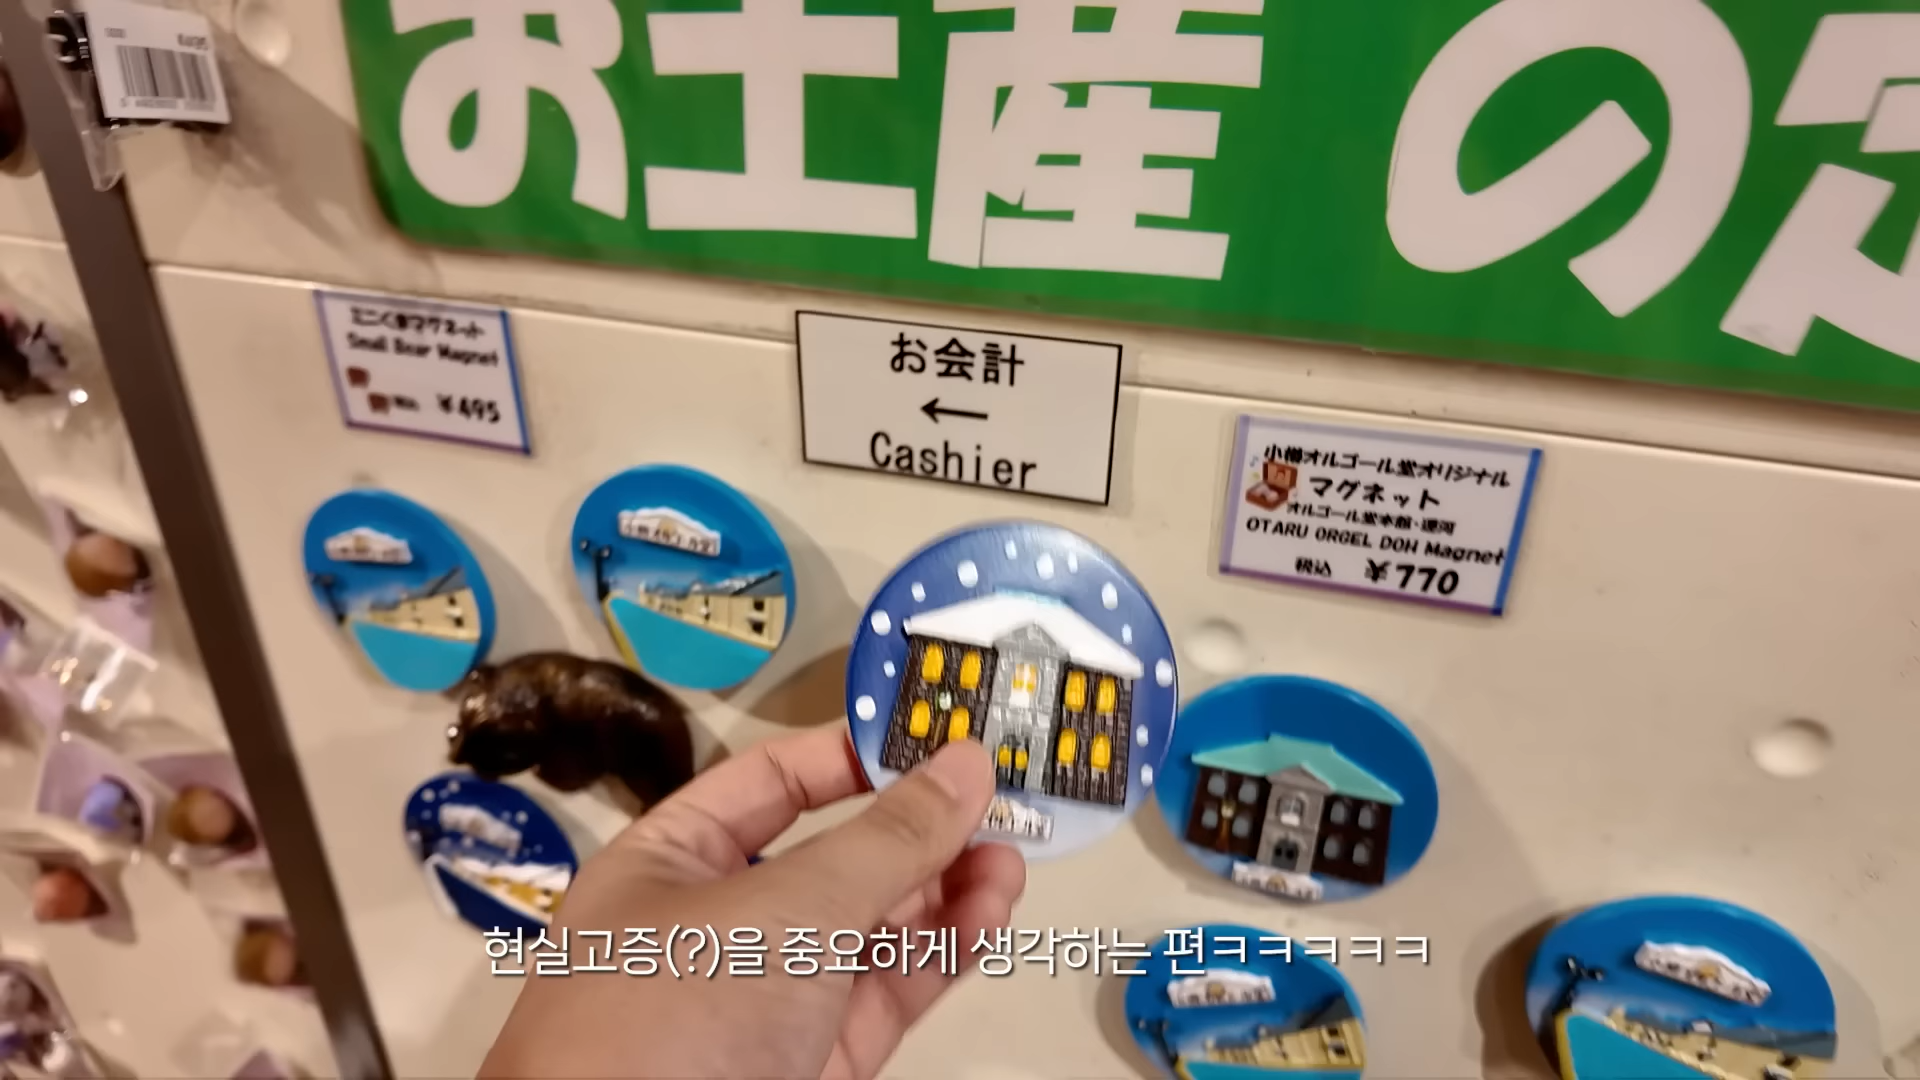 お土産の
ミニくまマグネット
Small Bear Magnet
税込 ¥495
お会計
←
Cashier
小樽オルゴール堂オリジナル
マグネット
オルゴール堂本館・運河
OTARU ORGEL DOH Magnet
税込 ¥770
현실고증(?)을 중요하게 생각하는 편ㅋㅋㅋㅋㅋ